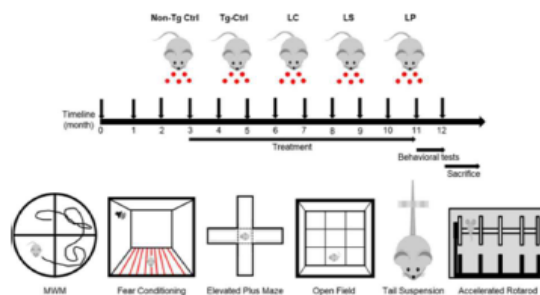 Non-Tg Ctrl Tg-Ctrl LC LS LP
Timeline
(month)
0 1 2 3 4 5 6 7 8 9 10 11 12
Treatment
Behavioral tests
Sacrifice
MWM Fear Conditioning Elevated Plus Maze Open Field Tail Suspension Accelerated Rotarod